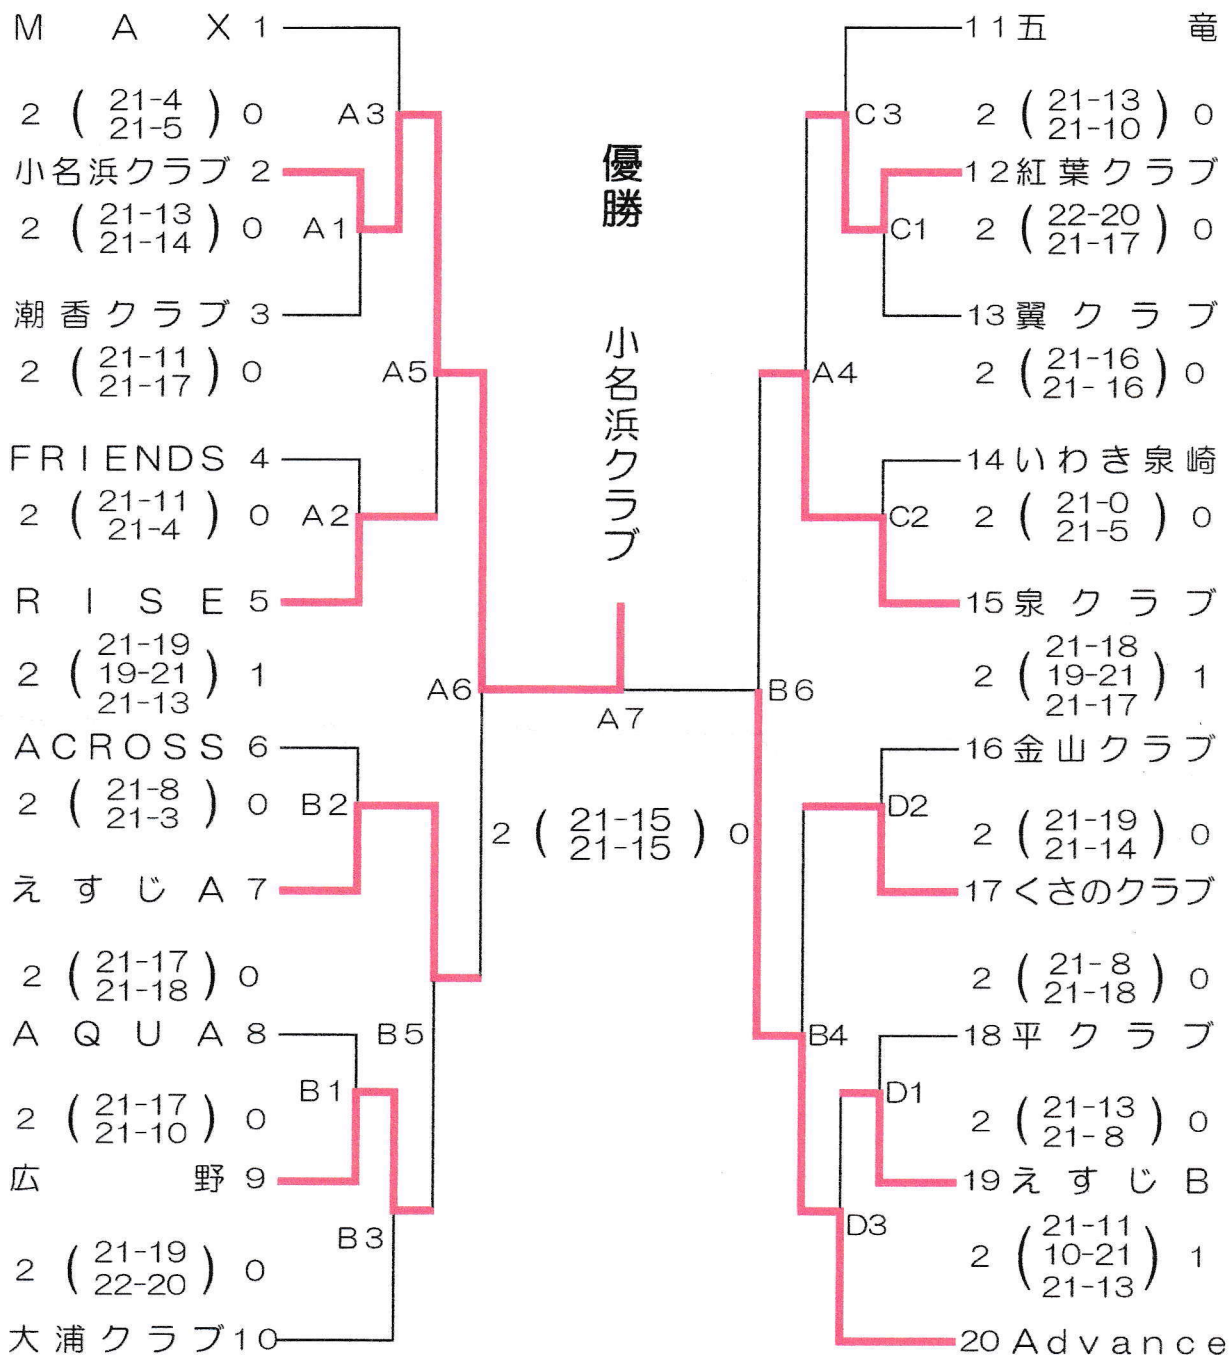 MAX 1
2 ( 21-4 21-5 ) 0 A3
小名浜クラブ 2
2 ( 21-13 21-14 ) 0 A1
潮香クラブ 3
2 ( 21-11 21-17 ) 0 A5
FRIENDS 4
2 ( 21-11 21-4 ) 0 A2
RISE 5
2 ( 21-19 19-21 21-13 ) 1 A6
ACROSS 6
2 ( 21-8 21-3 ) 0 B2
えすじA 7
2 ( 21-17 21-18 ) 0
AQUA 8 B5
2 ( 21-17 21-10 ) 0 B1
広野 9
B3
2 ( 21-19 22-20 ) 0
大浦クラブ 10
優勝
小名浜クラブ
A7
2 ( 21-15 21-15 ) 0
11 五竜
C3 2 ( 21-13 21-10 ) 0
12 紅葉クラブ
C1 2 ( 22-20 21-17 ) 0
13 翼クラブ
A4 2 ( 21-16 21-16 ) 0
14 いわき泉崎
C2 2 ( 21-0 21-5 ) 0
15 泉クラブ
B6 2 ( 21-18 19-21 21-17 ) 1
16 金山クラブ
D2 2 ( 21-19 21-14 ) 0
17 くさのクラブ
2 ( 21-8 21-18 ) 0
B4 18 平クラブ
D1 2 ( 21-13 21-8 ) 0
19 えすじB
D3 2 ( 21-11 10-21 21-13 ) 1
20 Advance